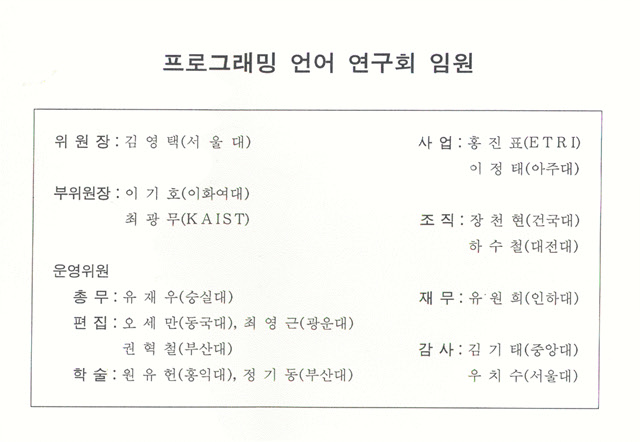 프로그래밍 언어 연구회 임원
위 원 장 : 김 영 택(서 울 대)
부위원장 : 이 기 호(이화여대)
최 광 무(KAIST)
운영위원
총 무 : 유 재 우(숭실대)
편 집 : 오 세 만(동국대), 최 영 근(광운대)
권 혁 철(부산대)
학 술 : 원 유 헌(홍익대), 정 기 동(부산대)
사 업 : 홍 진 표(ETRI)
이 정 태(아주대)
조 직 : 장 천 현(건국대)
하 수 철(대전대)
재 무 : 유 원 희(인하대)
감 사 : 김 기 태(중앙대)
우 치 수(서울대)